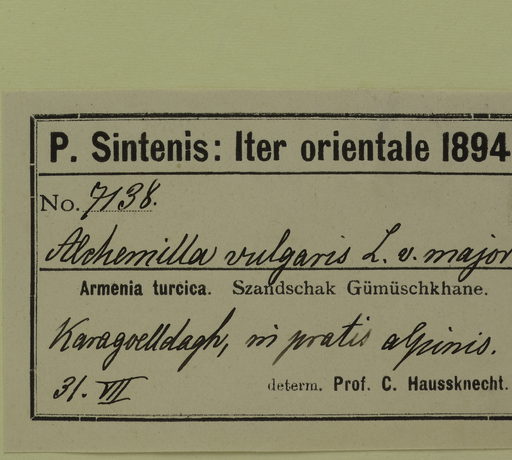 P. Sintenis: Iter orientale 1894
No. 7138.
Alchemilla vulgaris L. v. major
Armenia turcica. Szandschak Gümüschkhane.
Karagoelldagh, in pratis alpinis.
31. VII
determ. Prof. C. Haussknecht.